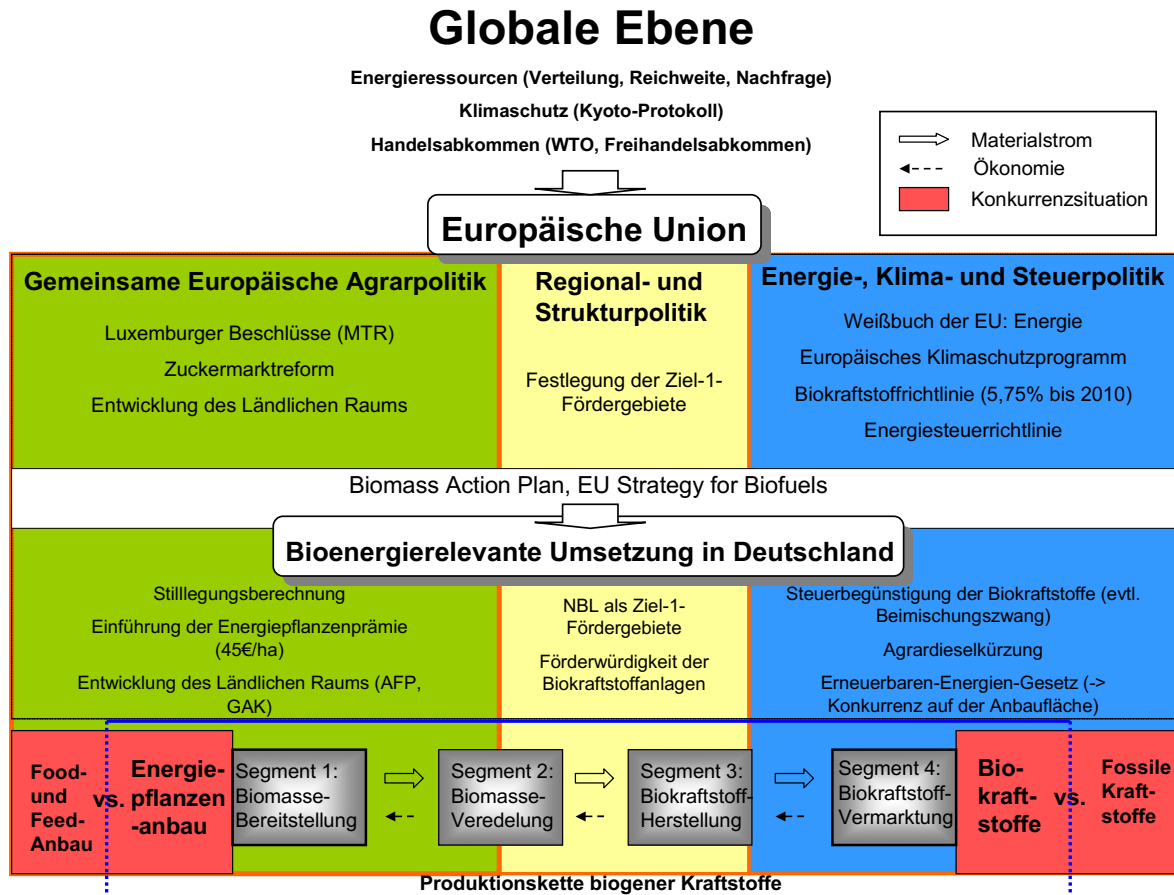 Globale Ebene
Energieressourcen (Verteilung, Reichweite, Nachfrage)
Klimaschutz (Kyoto-Protokoll)
Handelsabkommen (WTO, Freihandelsabkommen)
Materialstrom
Ökonomie
Konkurrenzsituation
Europäische Union
Gemeinsame Europäische Agrarpolitik
Luxemburger Beschlüsse (MTR)
Zuckermarktreform
Entwicklung des Ländlichen Raums
Regional- und
Strukturpolitik
Festlegung der Ziel-1-
Fördergebiete
Energie-, Klima- und Steuerpolitik
Weißbuch der EU: Energie
Europäisches Klimaschutzprogramm
Biokraftstoffrichtlinie (5,75% bis 2010)
Energiesteuerrichtlinie
Biomass Action Plan, EU Strategy for Biofuels
Bioenergierelevante Umsetzung in Deutschland
Stilllegungsberechnung
Einführung der Energiepflanzenprämie
(45€/ha)
Entwicklung des Ländlichen Raums (AFP,
GAK)
NBL als Ziel-1-
Fördergebiete
Förderwürdigkeit der
Biokraftstoffanlagen
Steuerbegünstigung der Biokraftstoffe (evtl.
Beimischungszwang)
Agrardieselkürzung
Erneuerbaren-Energien-Gesetz (->
Konkurrenz auf der Anbaufläche)
Food-
und
Feed-
Anbau
vs.
Energie-
pflanzen
-anbau
Segment 1:
Biomasse-
Bereitstellung
Segment 2:
Biomasse-
Veredelung
Segment 3:
Biokraftstoff-
Herstellung
Segment 4:
Biokraftstoff-
Vermarktung
Bio-
kraft-
stoffe
vs.
Fossile
Kraft-
stoffe
Produktionskette biogener Kraftstoffe